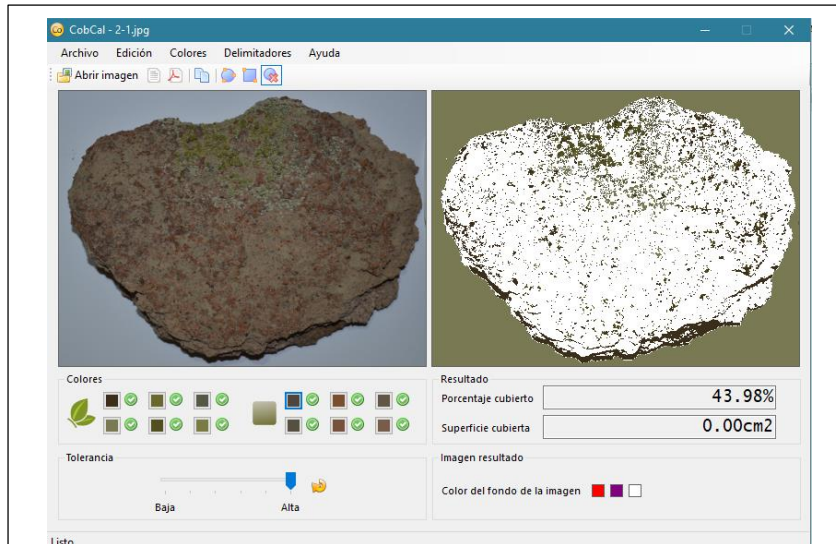 CobCal - 2-1.jpg
Archivo Edición Colores Delimitadores Ayuda
Abrir imagen
Colores
Resultado
Porcentaje cubierto 43.98%
Superficie cubierta 0.00cm2
Tolerancia
Baja Alta
Imagen resultado
Color del fondo de la imagen
Listo